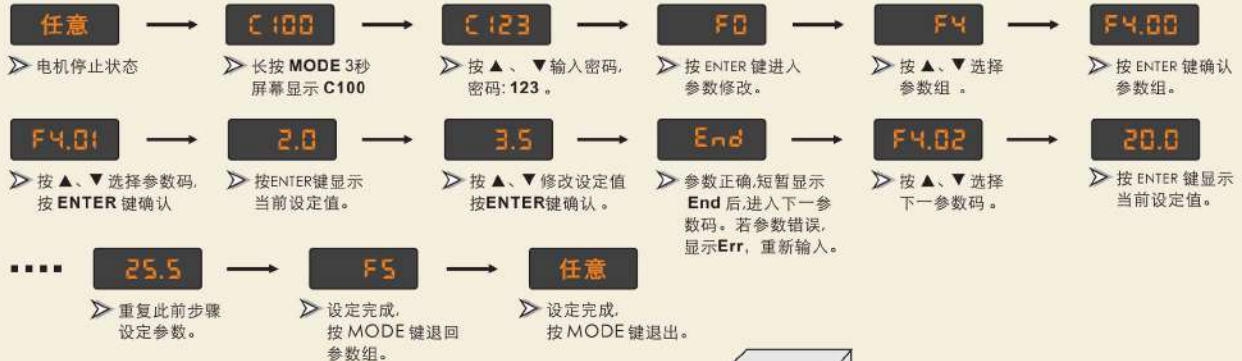 任意
C100
C123
F0
F4
F4.00
电机停止状态
长按 MODE 3秒
屏幕显示 C100
按 ▲ 、 ▼输入密码,
密码: 123 。
按 ENTER 键进入
参数修改。
按 ▲、▼ 选择
参数组 。
按 ENTER 键确认
参数组。
F4.01
2.0
3.5
End
F4.02
20.0
按 ▲、▼ 选择参数码,
按 ENTER 键确认
按ENTER键显示
当前设定值。
按 ▲、▼ 修改设定值
按ENTER键确认 。
参数正确,短暂显示
End 后,进入下一参
数码。若参数错误,
显示Err, 重新输入。
按 ▲、▼ 选择
下一参数码 。
按 ENTER 键显示
当前设定值。
25.5
F5
任意
重复此前步骤
设定参数。
设定完成,
按 MODE 键退回
参数组。
设定完成,
按 MODE 键退出。